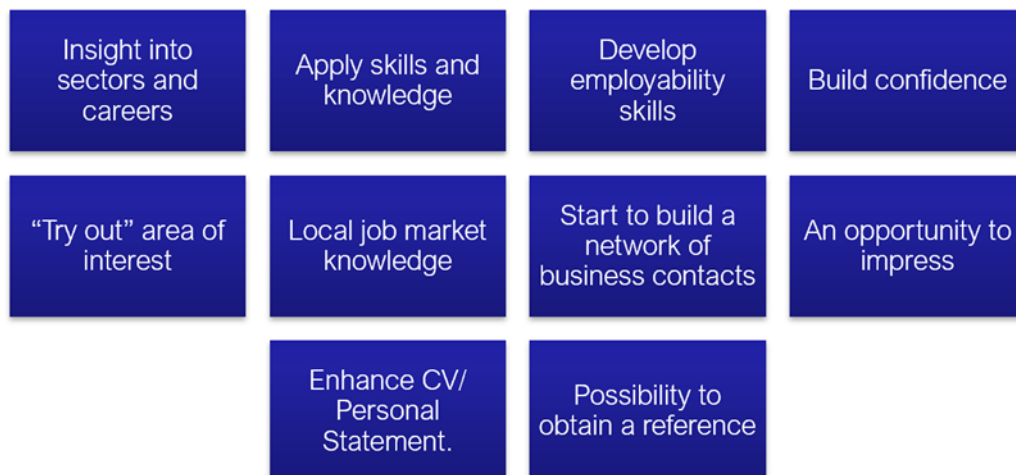 Insight into
sectors and
careers
Apply skills and
knowledge
Develop
employability
skills
Build confidence
“Try out” area of
interest
Local job market
knowledge
Start to build a
network of
business contacts
An opportunity to
impress
Enhance CV/
Personal
Statement.
Possibility to
obtain a reference